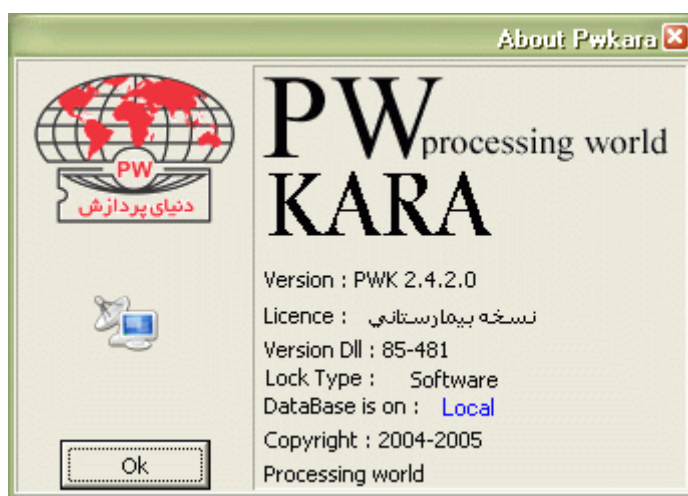 About Pwkara
PW
دنیای پردازش
PW processing world
KARA
Version : PWK 2.4.2.0
Licence : نسخه بیمارستاني
Version Dll : 85-481
Lock Type : Software
DataBase is on : Local
Copyright : 2004-2005
Processing world
Ok